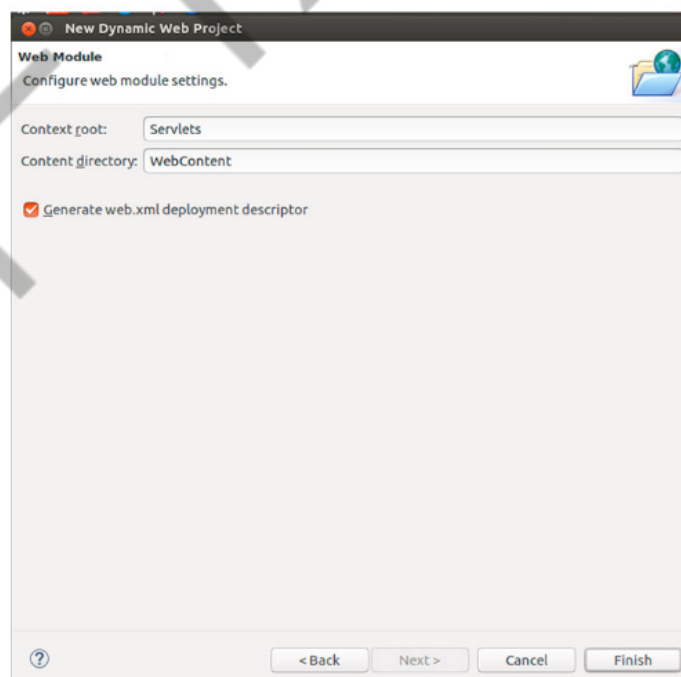 New Dynamic Web Project
Web Module
Configure web module settings.
Context root: Servlets
Content directory: WebContent
Generate web.xml deployment descriptor
< Back Next > Cancel Finish